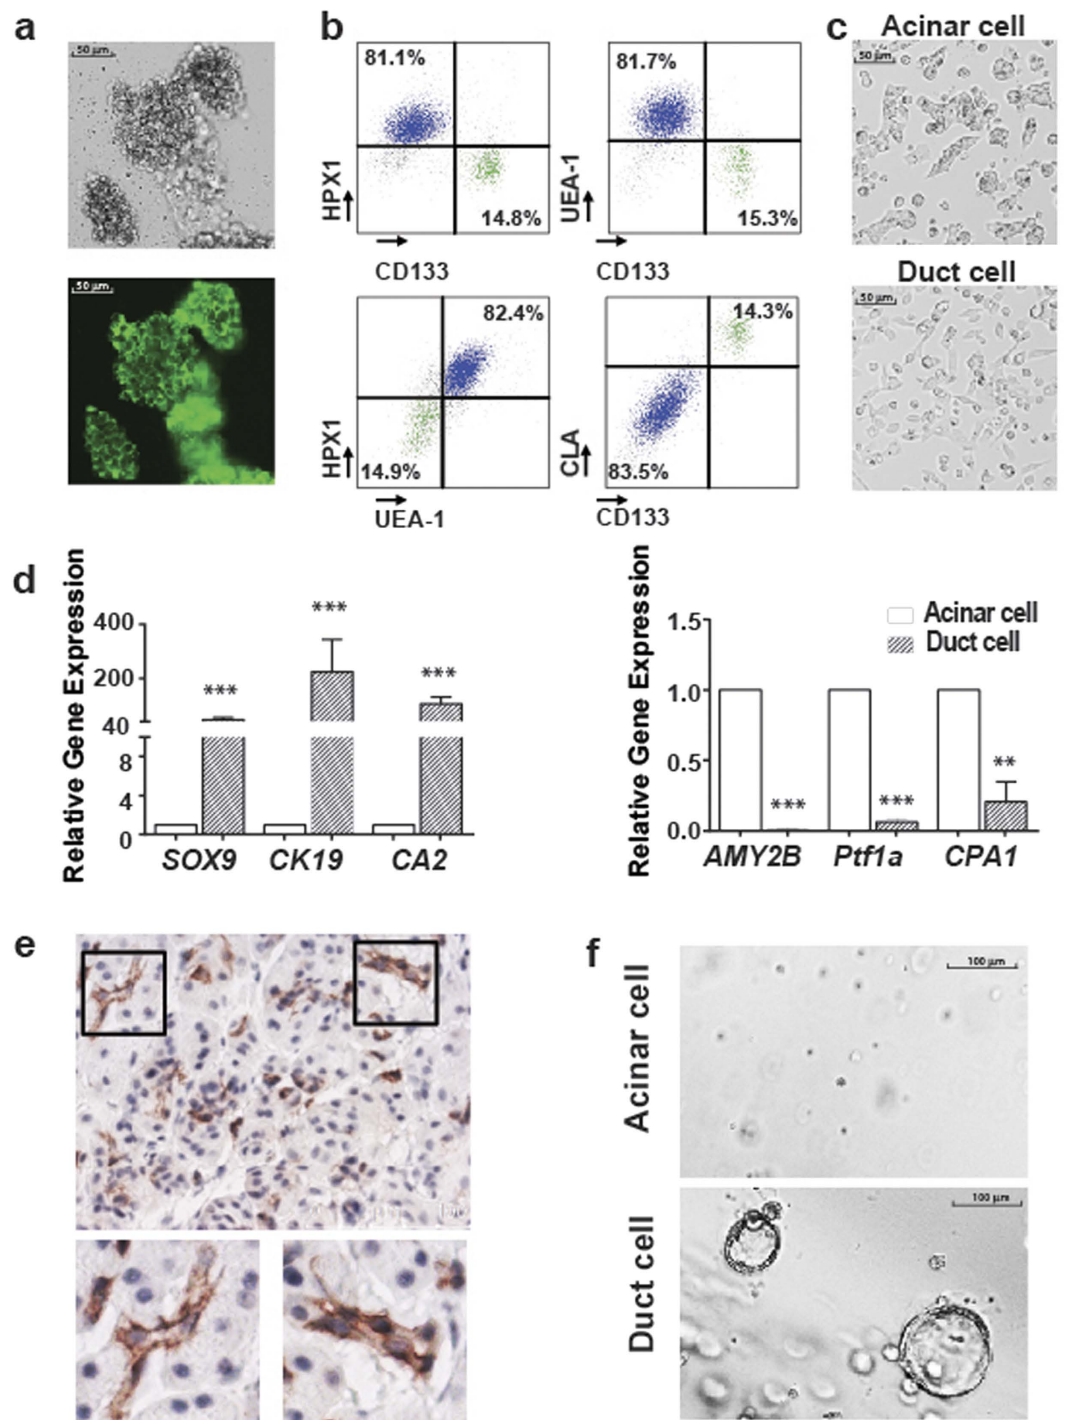 a
50 μm
50 μm
b
81.1%
14.8%
HPX1
CD133
81.7%
15.3%
UEA-1
CD133
82.4%
14.9%
HPX1
UEA-1
14.3%
83.5%
CLA
CD133
c
Acinar cell
50 μm
Duct cell
50 μm
d
Relative Gene Expression
400
200
40
8
4
0
***
***
***
SOX9 CK19 CA2
Relative Gene Expression
1.5
1.0
0.5
0.0
Acinar cell
Duct cell
***
***
**
AMY2B Ptf1a CPA1
e
f
Acinar cell
100 μm
Duct cell
100 μm